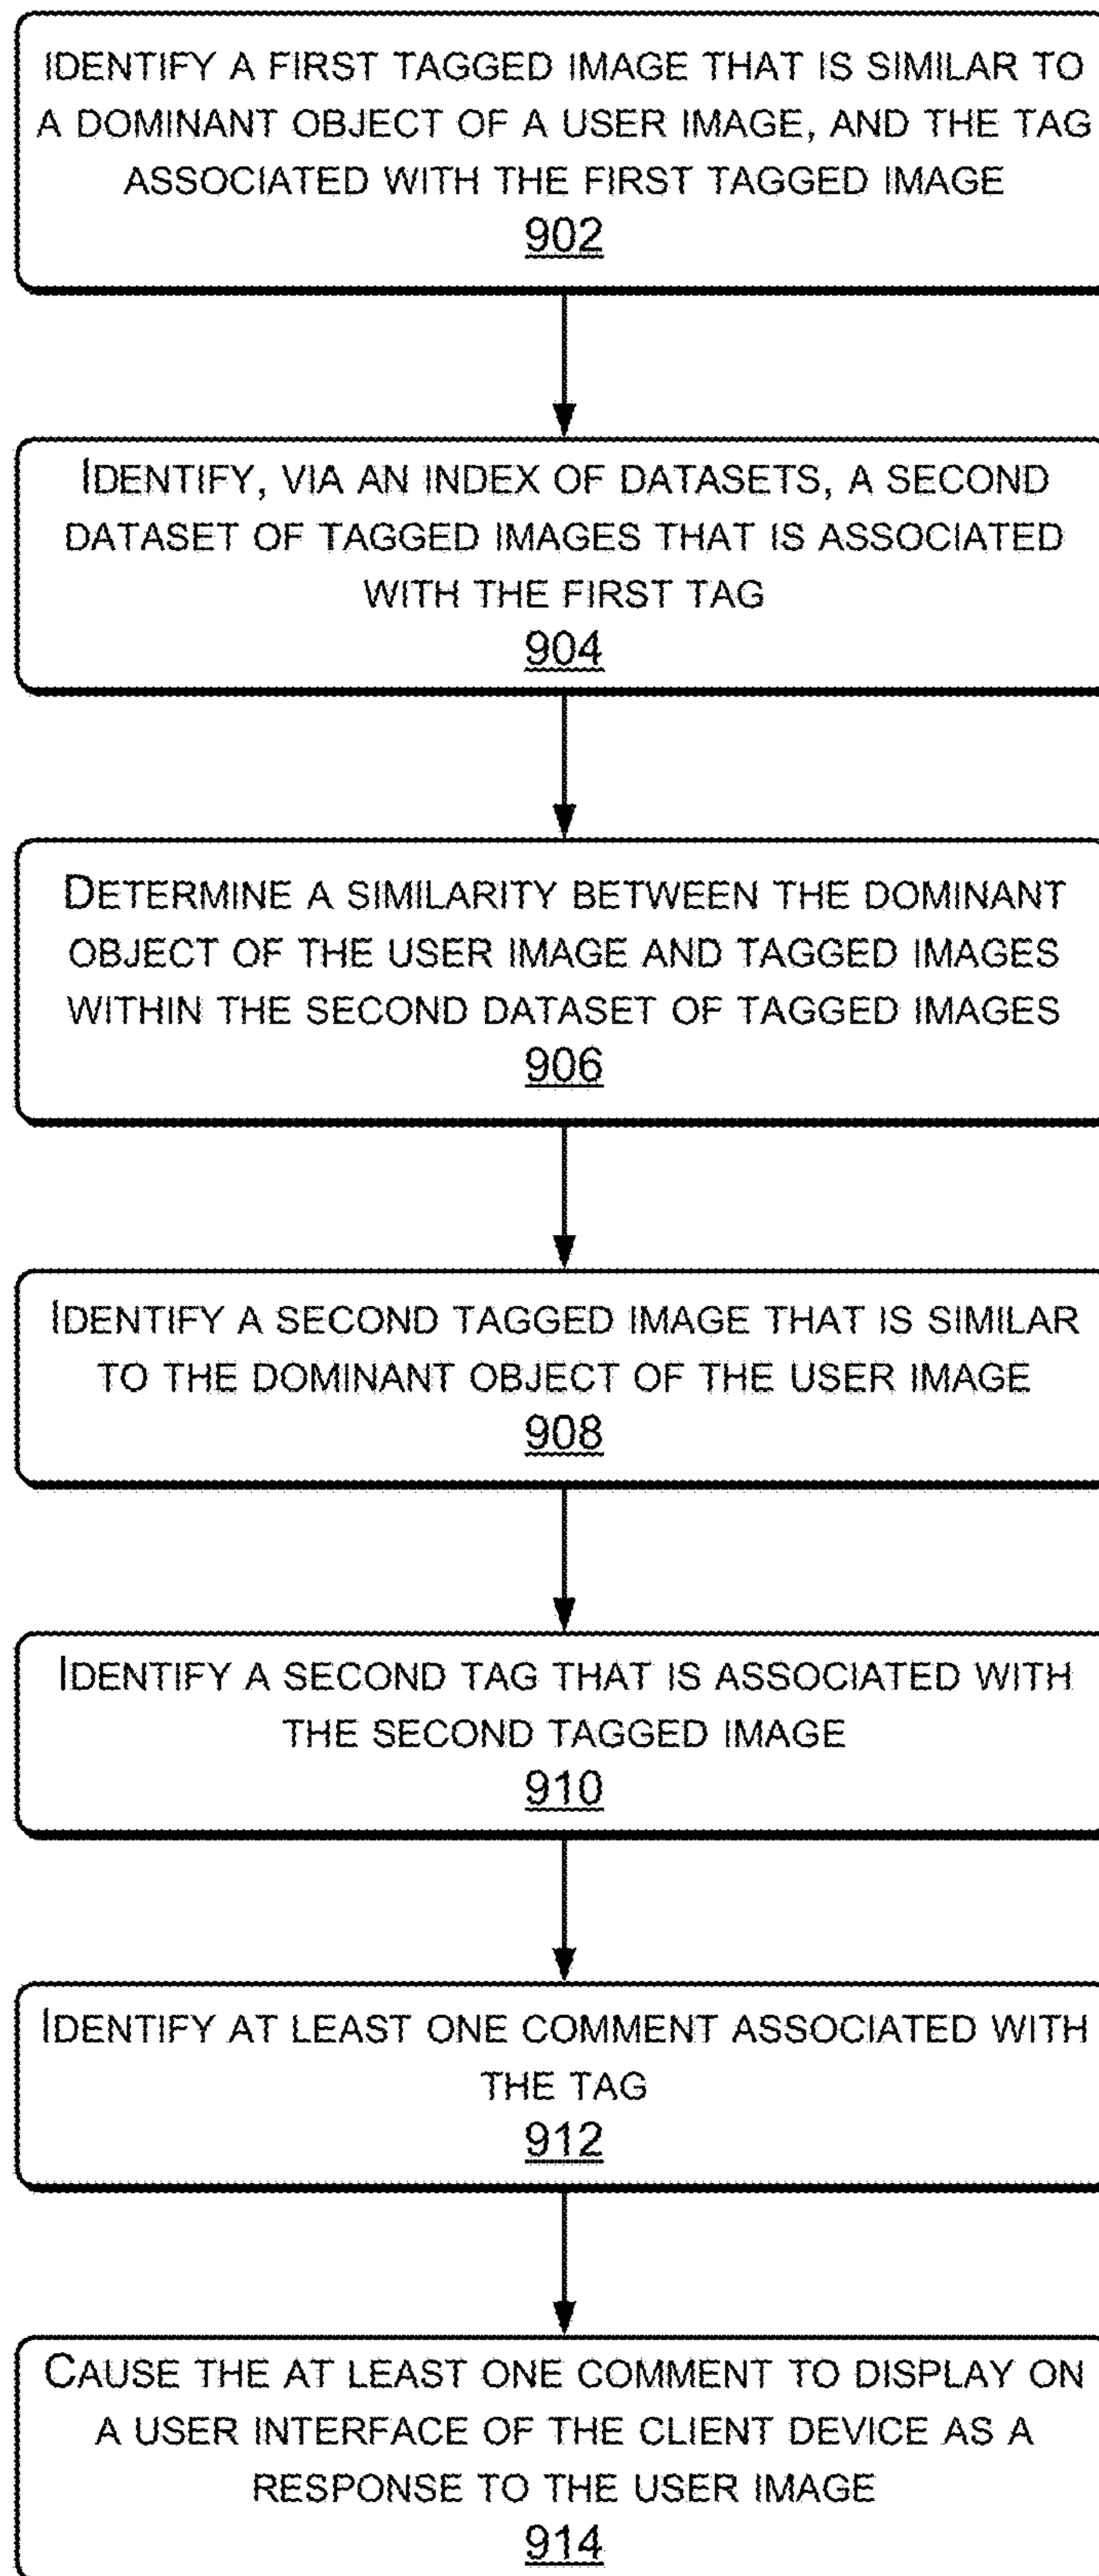 IDENTIFY A FIRST TAGGED IMAGE THAT IS SIMILAR TO
A DOMINANT OBJECT OF A USER IMAGE, AND THE TAG
ASSOCIATED WITH THE FIRST TAGGED IMAGE
902
IDENTIFY, VIA AN INDEX OF DATASETS, A SECOND
DATASET OF TAGGED IMAGES THAT IS ASSOCIATED
WITH THE FIRST TAG
904
DETERMINE A SIMILARITY BETWEEN THE DOMINANT
OBJECT OF THE USER IMAGE AND TAGGED IMAGES
WITHIN THE SECOND DATASET OF TAGGED IMAGES
906
IDENTIFY A SECOND TAGGED IMAGE THAT IS SIMILAR
TO THE DOMINANT OBJECT OF THE USER IMAGE
908
IDENTIFY A SECOND TAG THAT IS ASSOCIATED WITH
THE SECOND TAGGED IMAGE
910
IDENTIFY AT LEAST ONE COMMENT ASSOCIATED WITH
THE TAG
912
CAUSE THE AT LEAST ONE COMMENT TO DISPLAY ON
A USER INTERFACE OF THE CLIENT DEVICE AS A
RESPONSE TO THE USER IMAGE
914